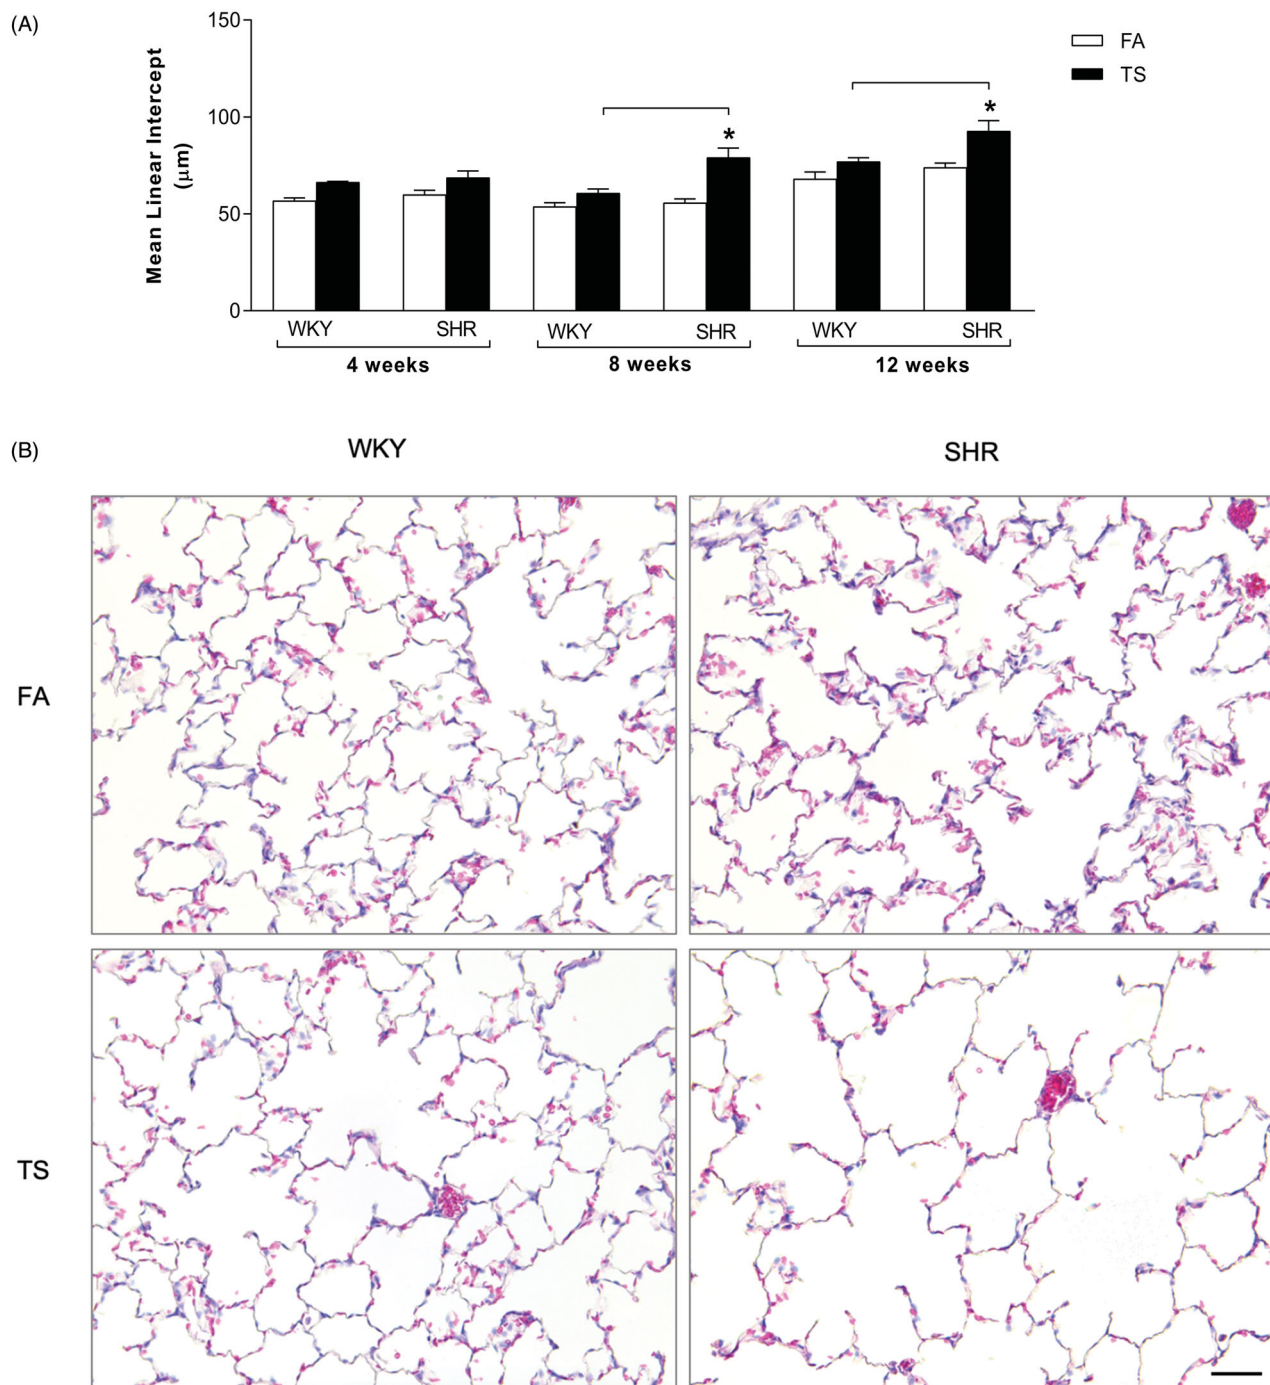 (A)
150
FA
TS
100
Mean Linear Intercept
(μm)
*
*
50
0
WKY SHR WKY SHR WKY SHR
4 weeks 8 weeks 12 weeks
(B)
WKY SHR
FA
TS